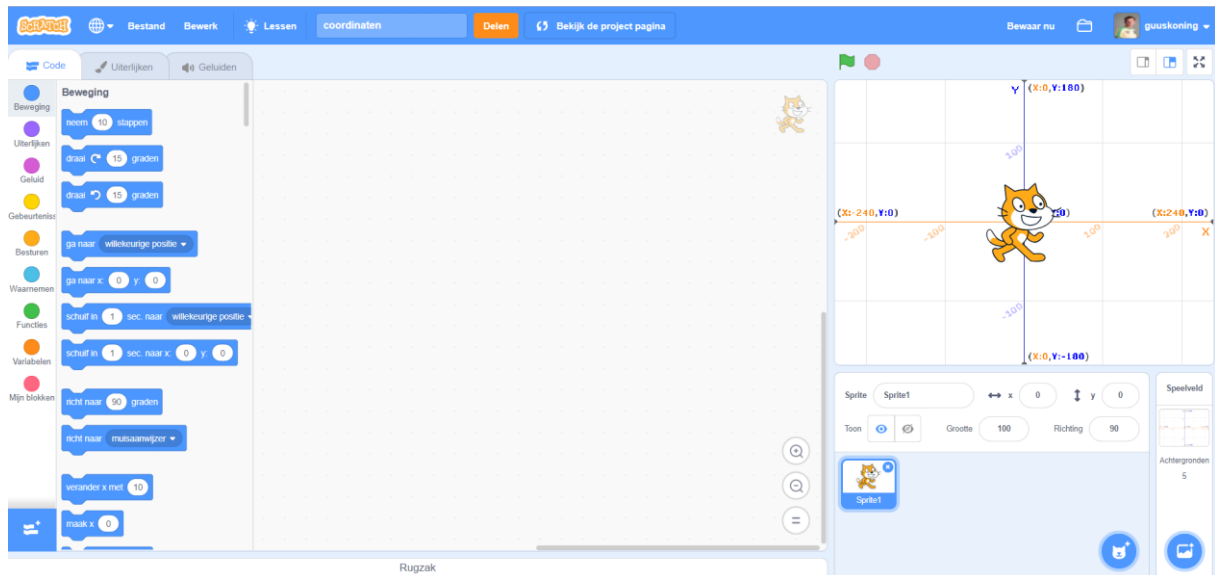 SCRATCH Bestand Bewerk Lessen coordinaten Delen Bekijk de project pagina Bewaar nu guuskoning
Code Uiterlijken Geluiden
Beweging
Uiterlijken
Geluid
Gebeurteniss
Besturen
Waarnemen
Functies
Variabelen
Mijn blokken
Beweging
neem 10 stappen
draai 15 graden
draai 15 graden
ga naar willekeurige positie
ga naar x: 0 y: 0
schuif in 1 sec. naar willekeurige positie
schuif in 1 sec. naar x: 0 y: 0
richt naar 90 graden
richt naar muisaanwijzer
verander x met 10
maak x 0
Rugzak
Y (X:0,Y:180)
100
(X:-240,Y:0) 0) (X:240,Y:0)
-200 -100 100 200 X
-100
(X:0,Y:-180)
Sprite Sprite1 x 0 y 0
Toon Grootte 100 Richting 90
Sprite1
Speelveld
Achtergronden
5